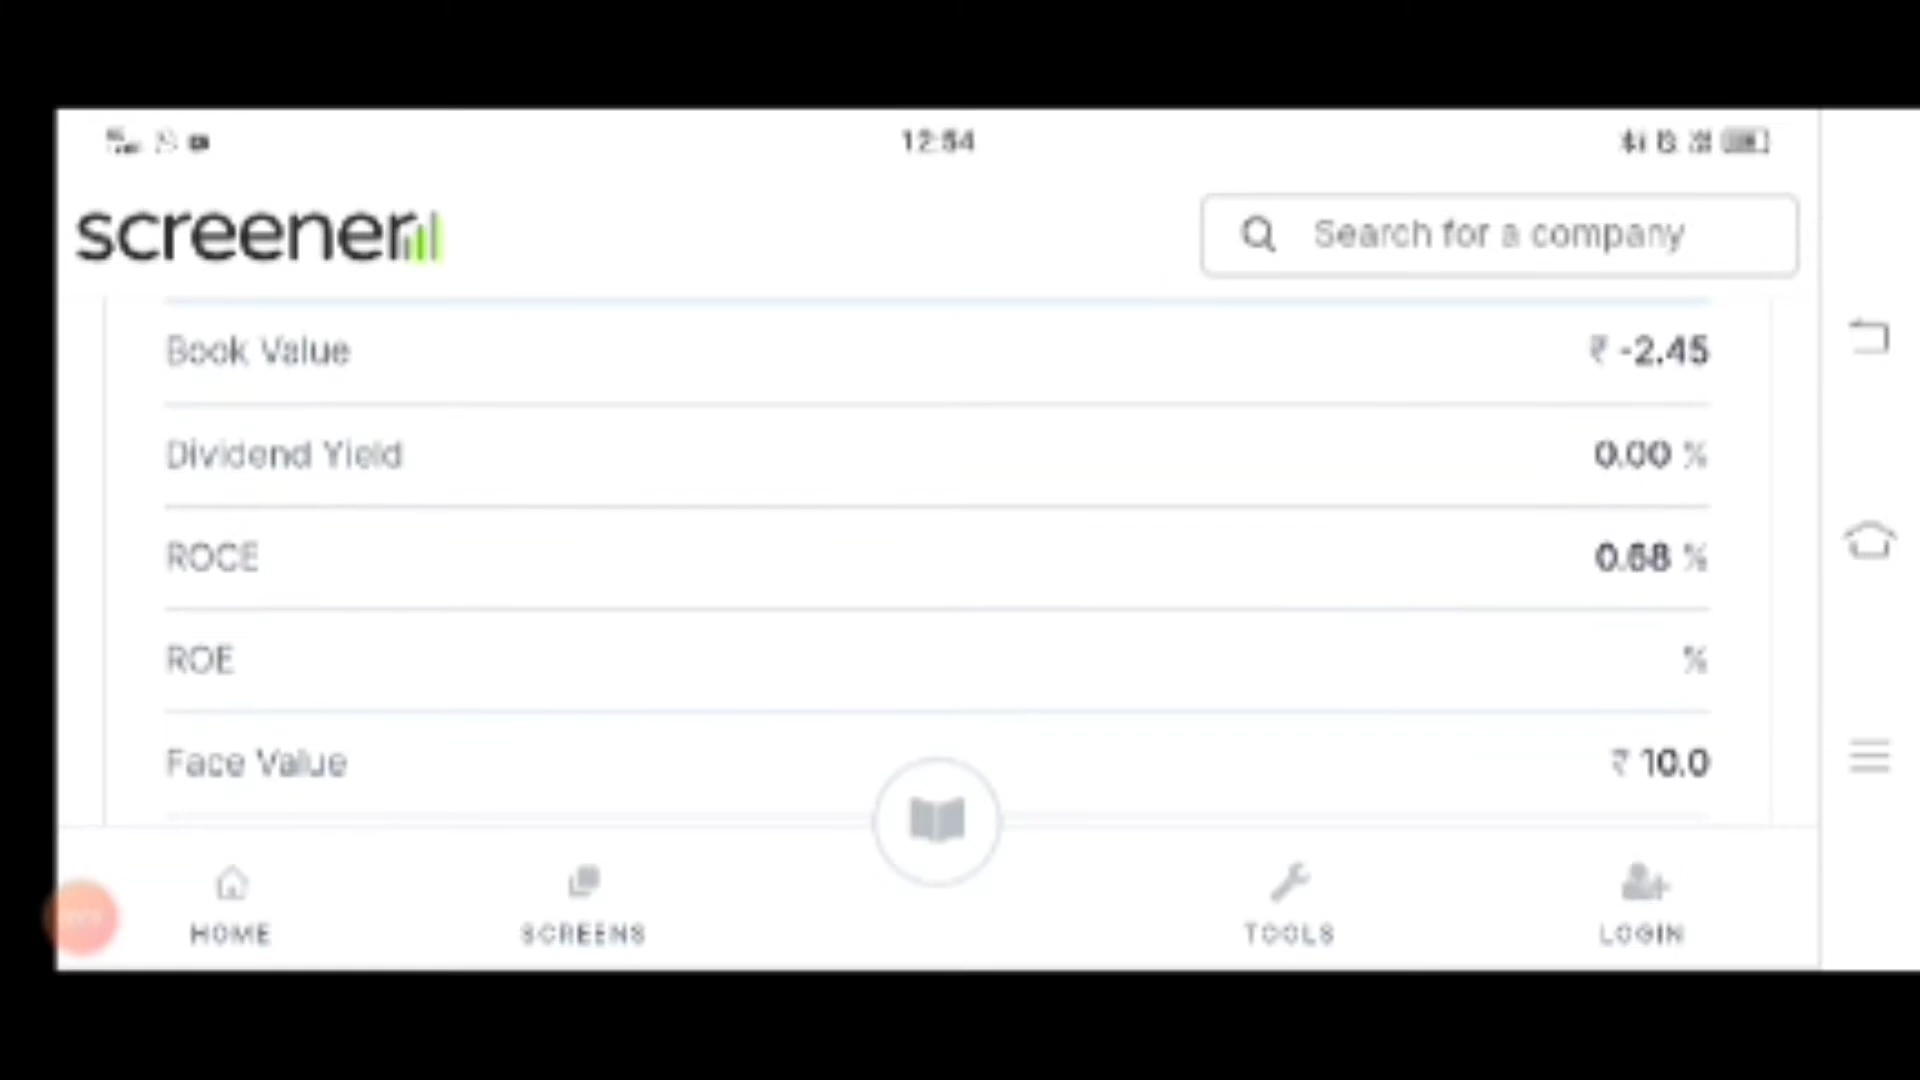 12:54
screener
Search for a company
Book Value ₹ -2.45
Dividend Yield 0.00 %
ROCE 0.68 %
ROE %
Face Value ₹ 10.0
HOME SCREENS TOOLS LOGIN